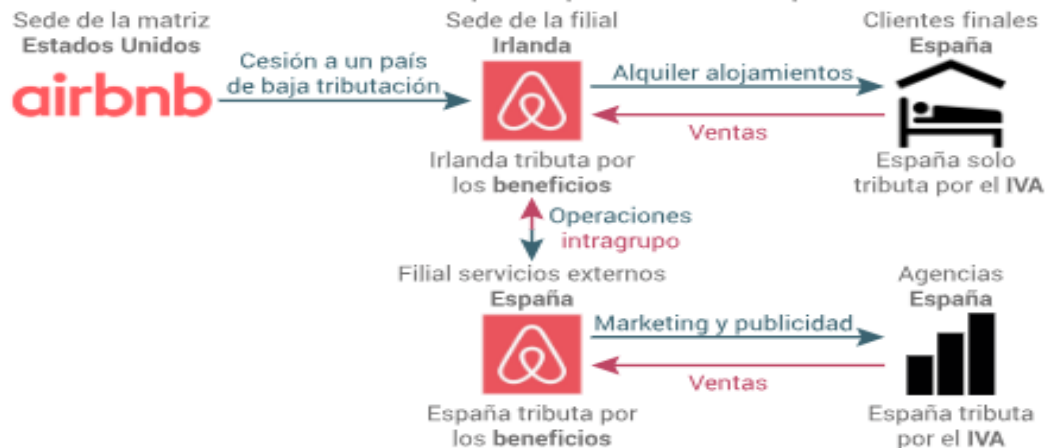 Sede de la matriz
Estados Unidos
airbnb
Cesión a un país
de baja tributación
Sede de la filial
Irlanda
Irlanda tributa por
los beneficios
Alquiler alojamientos
Ventas
Clientes finales
España
España solo
tributa por el IVA
Operaciones
intragrupo
Filial servicios externos
España
España tributa por
los beneficios
Marketing y publicidad
Ventas
Agencias
España
España tributa
por el IVA